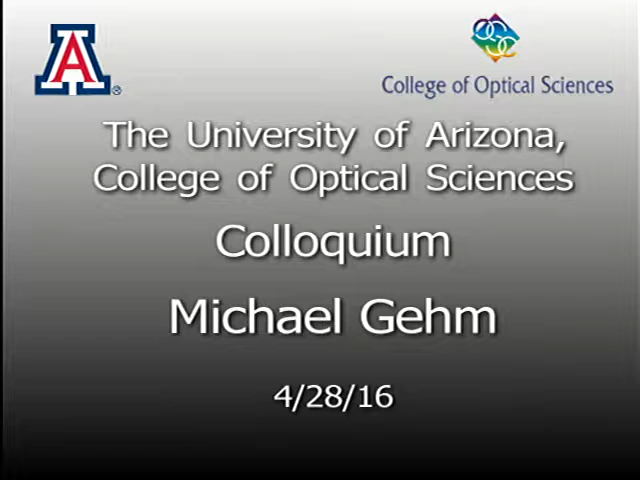 A
College of Optical Sciences
The University of Arizona,
College of Optical Sciences
Colloquium
Michael Gehm
4/28/16